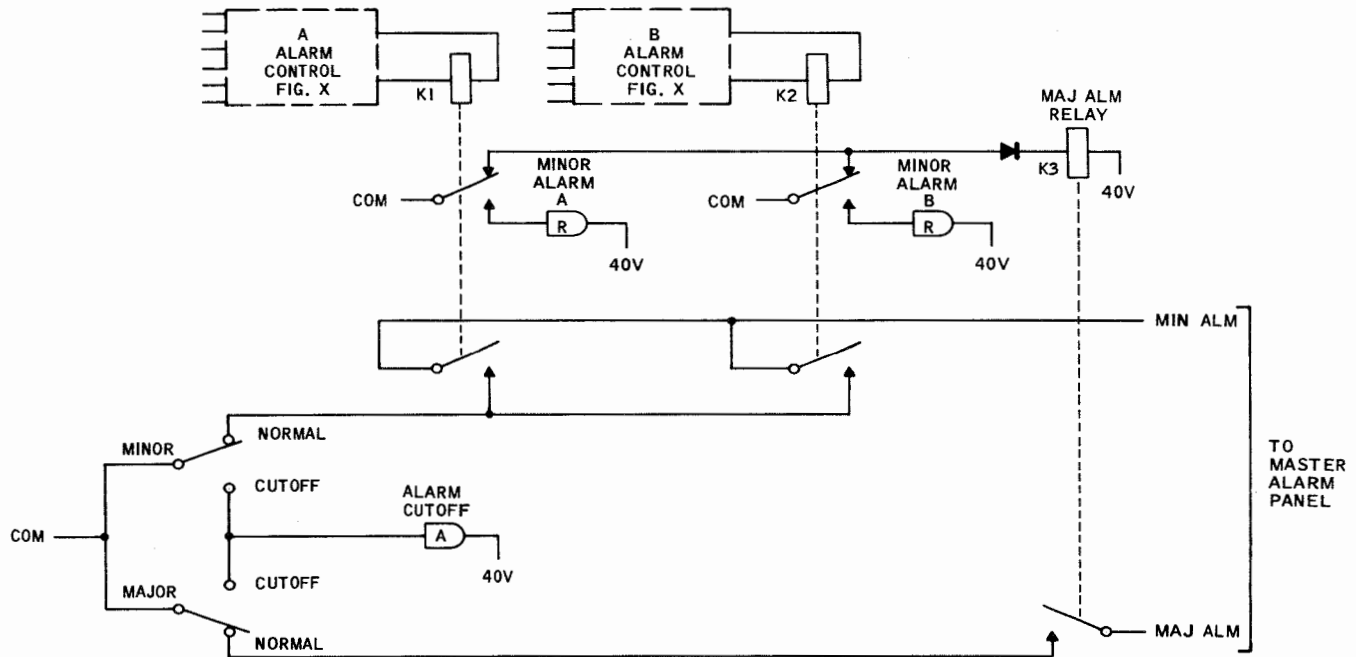 A
ALARM
CONTROL
FIG. X
K1
B
ALARM
CONTROL
FIG. X
K2
MAJ ALM
RELAY
K3
40V
COM
MINOR
ALARM
A
R
40V
COM
MINOR
ALARM
B
R
40V
MIN ALM
NORMAL
MINOR
CUTOFF
ALARM
CUTOFF
A
40V
COM
CUTOFF
MAJOR
NORMAL
MAJ ALM
TO
MASTER
ALARM
PANEL